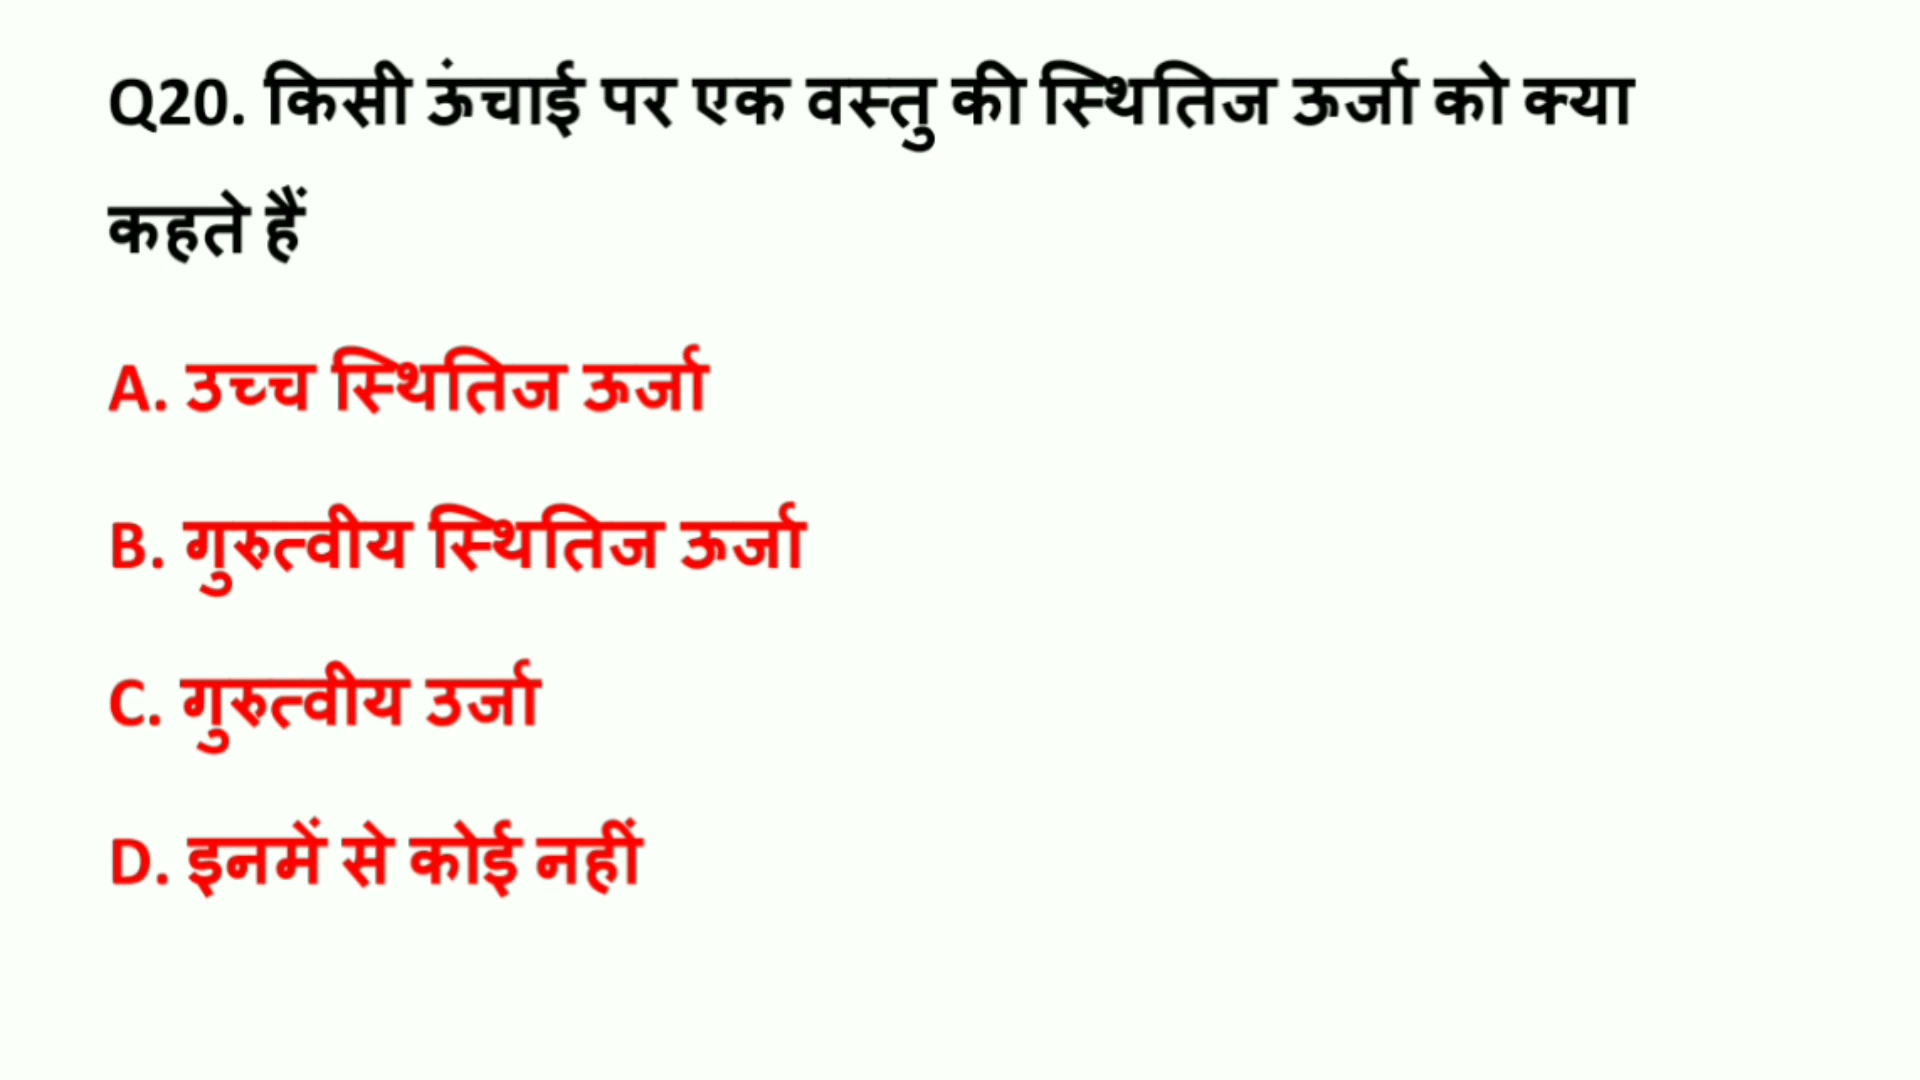 Q20. किसी ऊंचाई पर एक वस्तु की स्थितिज ऊर्जा को क्या
कहते हैं
A. उच्च स्थितिज ऊर्जा
B. गुरुत्वीय स्थितिज ऊर्जा
C. गुरुत्वीय उर्जा
D. इनमें से कोई नहीं